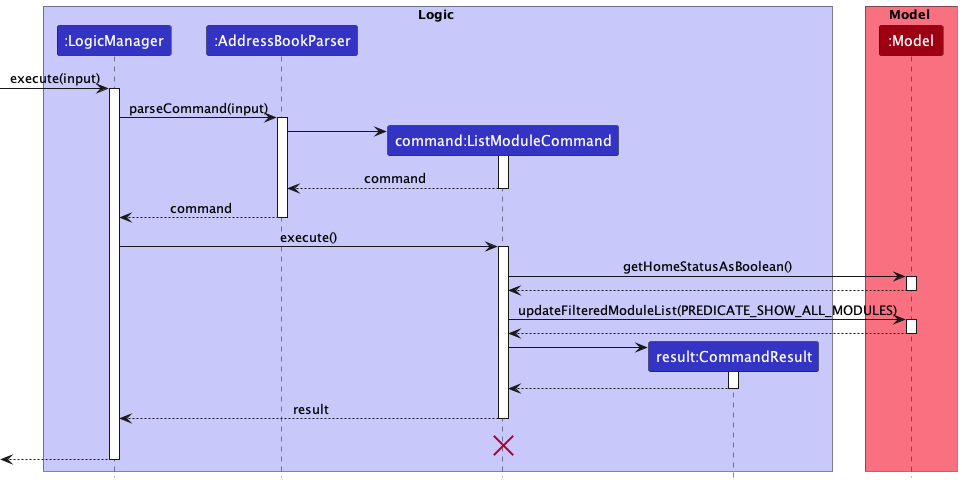 Logic
Model
:LogicManager
:AddressBookParser
:Model
execute(input)
parseCommand(input)
command:ListModuleCommand
command
command
execute()
getHomeStatusAsBoolean()
updateFilteredModuleList(PREDICATE_SHOW_ALL_MODULES)
result:CommandResult
result